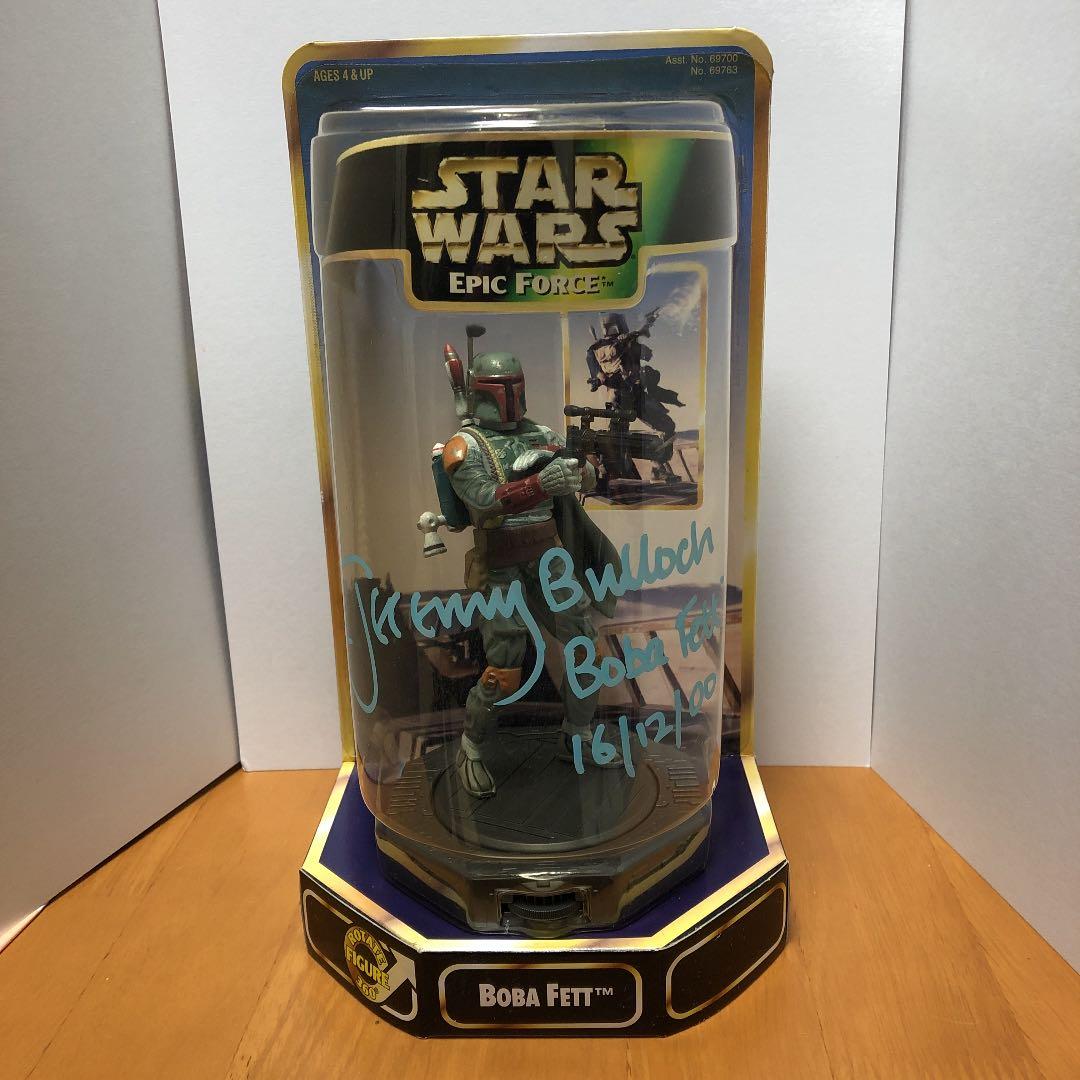 AGES 4 & UP
Asst. No. 69700
No. 69763
STAR
WARS
EPIC FORCE™
Jeremy Bulloch
Boba Fett
16/12/00
ROTATE
FIGURE
360°
BOBA FETT™